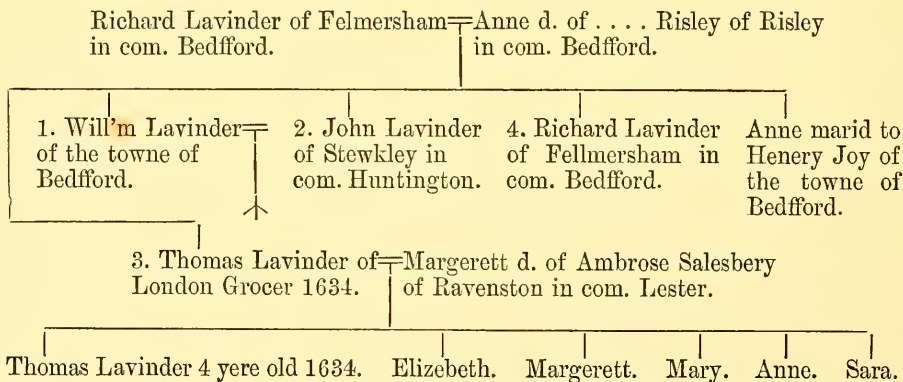 Richard Lavinder of Felmersham
in com. Bedfford.
Anne d. of . . . . Risley of Risley
in com. Bedfford.
1. Will'm Lavinder
of the towne of
Bedfford.
2. John Lavinder
of Stewkley in
com. Huntington.
4. Richard Lavinder
of Fellmersham in
com. Bedfford.
Anne marid to
Henery Joy of
the towne of
Bedfford.
3. Thomas Lavinder of
London Grocer 1634.
Margerett d. of Ambrose Salesbery
of Ravenston in com. Lester.
Thomas Lavinder 4 yere old 1634. Elizebeth. Margerett. Mary. Anne. Sara.